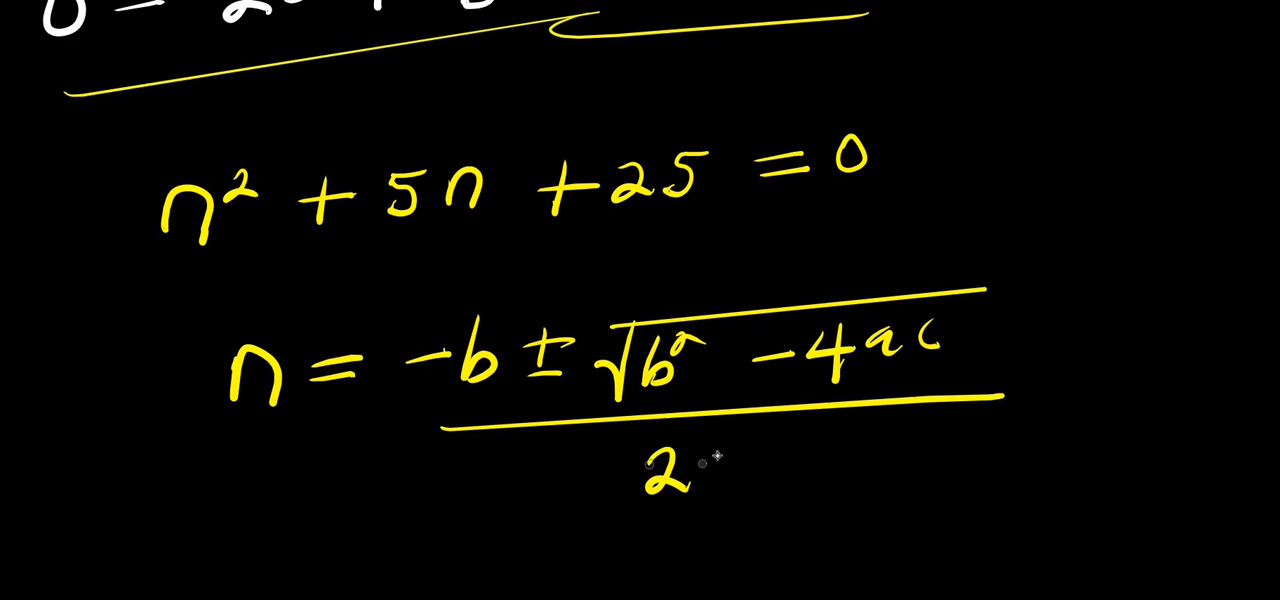 n² + 5n + 25 = 0
n = -b ± √b² - 4ac
2